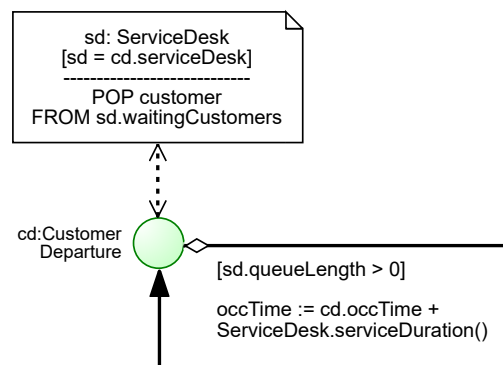 sd: ServiceDesk
[sd = cd.serviceDesk]
---------------------------
POP customer
FROM sd.waitingCustomers
cd:Customer
Departure
[sd.queueLength > 0]
occTime := cd.occTime +
ServiceDesk.serviceDuration()